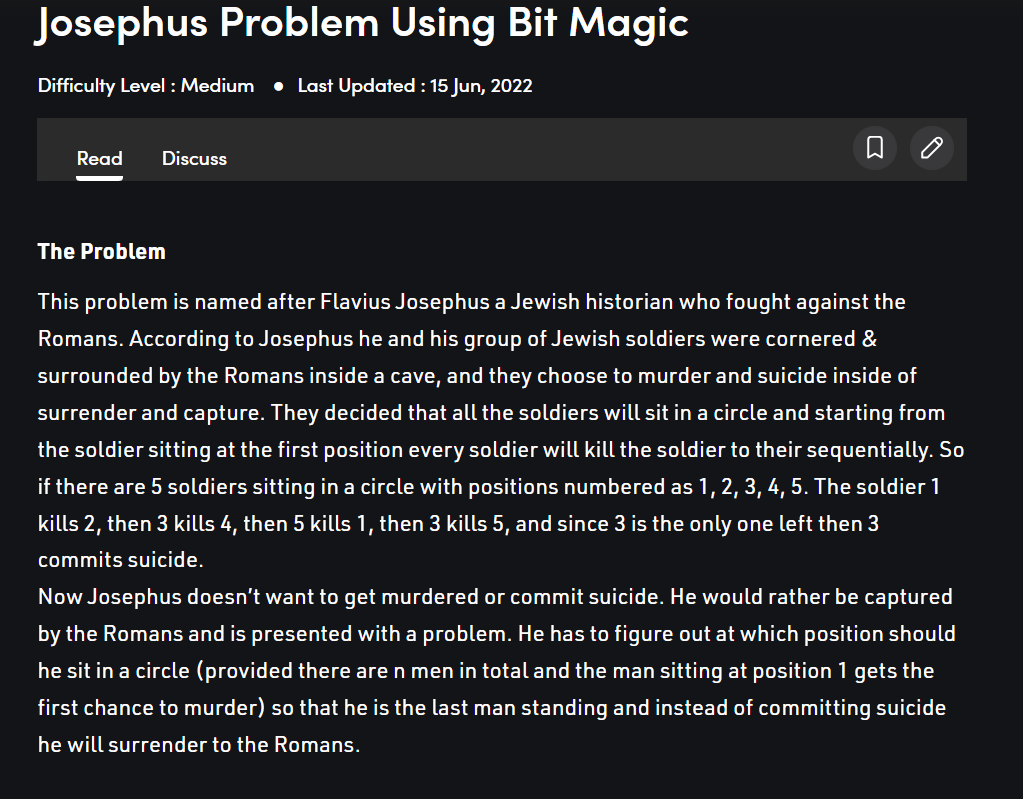 Josephus Problem Using Bit Magic
Difficulty Level : Medium ● Last Updated : 15 Jun, 2022
Read Discuss
The Problem
This problem is named after Flavius Josephus a Jewish historian who fought against the
Romans. According to Josephus he and his group of Jewish soldiers were cornered &
surrounded by the Romans inside a cave, and they choose to murder and suicide inside of
surrender and capture. They decided that all the soldiers will sit in a circle and starting from
the soldier sitting at the first position every soldier will kill the soldier to their sequentially. So
if there are 5 soldiers sitting in a circle with positions numbered as 1, 2, 3, 4, 5. The soldier 1
kills 2, then 3 kills 4, then 5 kills 1, then 3 kills 5, and since 3 is the only one left then 3
commits suicide.
Now Josephus doesn’t want to get murdered or commit suicide. He would rather be captured
by the Romans and is presented with a problem. He has to figure out at which position should
he sit in a circle (provided there are n men in total and the man sitting at position 1 gets the
first chance to murder) so that he is the last man standing and instead of committing suicide
he will surrender to the Romans.